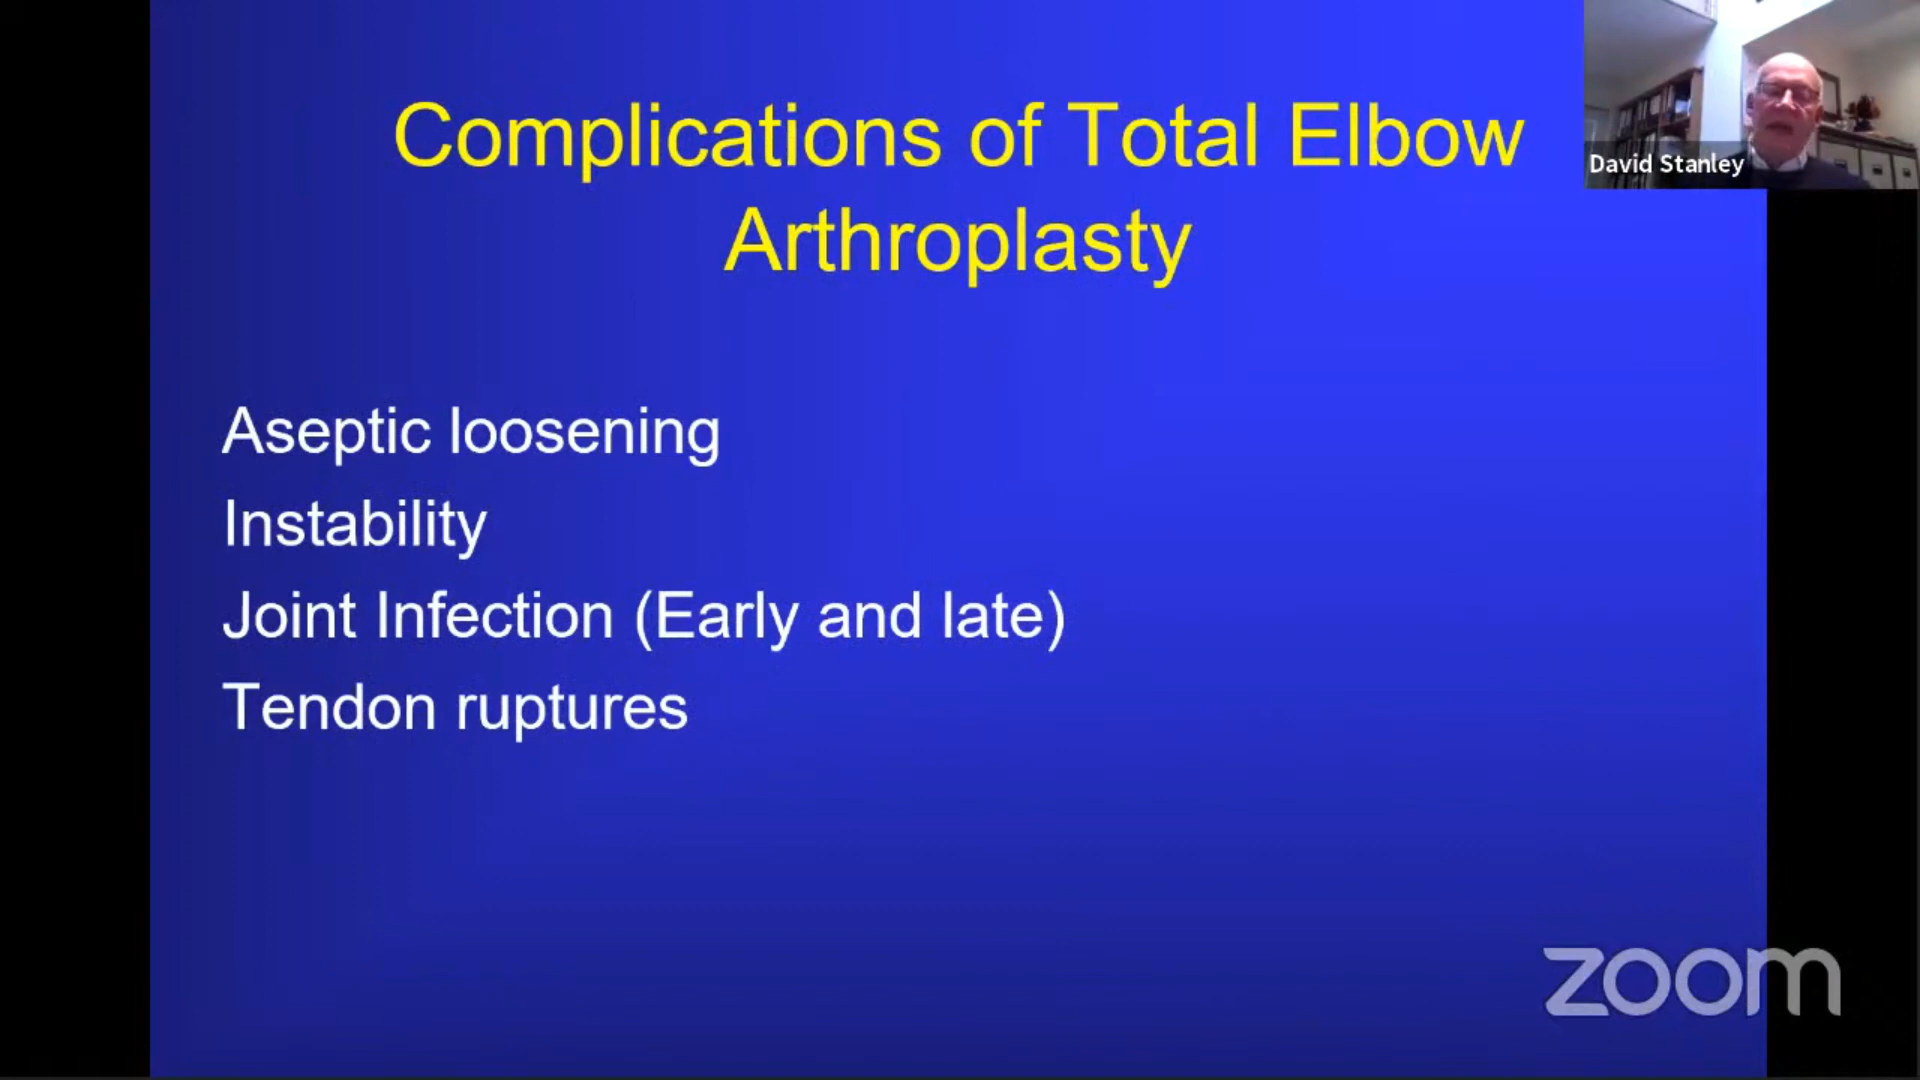 Complications of Total Elbow
Arthroplasty
David Stanley
Aseptic loosening
Instability
Joint Infection (Early and late)
Tendon ruptures
zoom